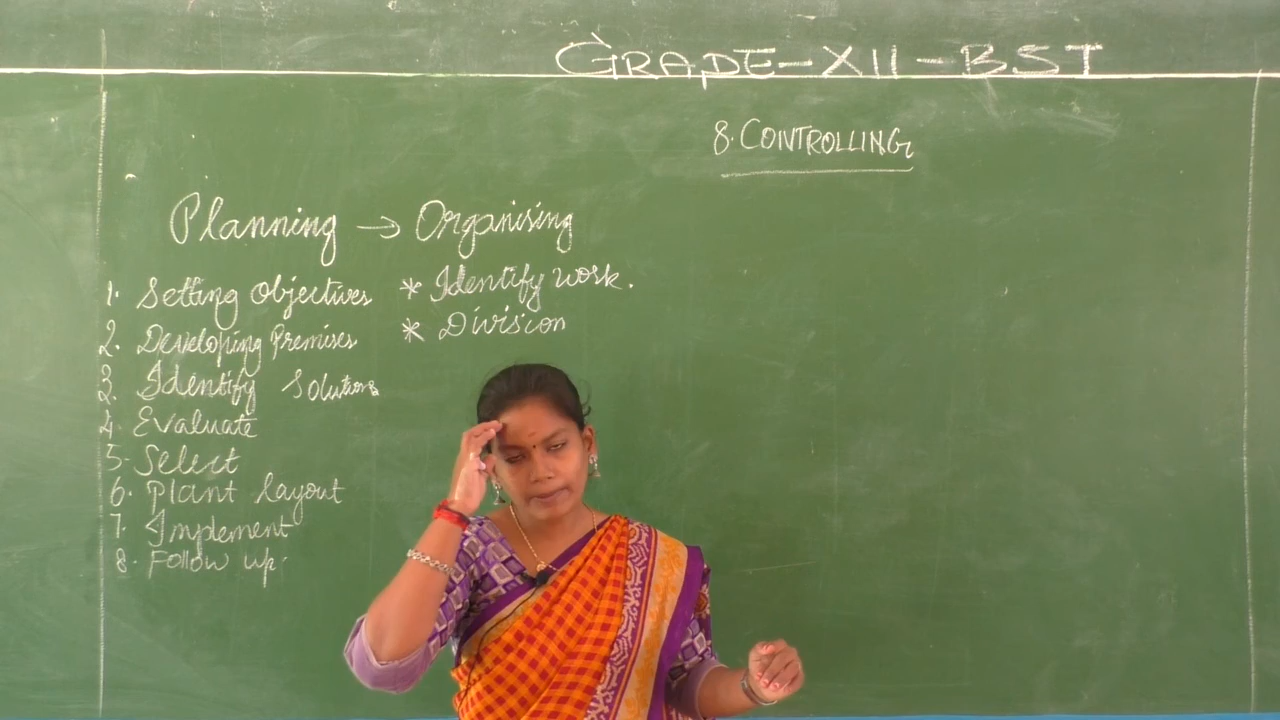 GRADE-XII-BST
8. CONTROLLING
Planning → Organising
1. Setting Objectives * Identify work.
2. Developing Premises * Division
3. Identify Solutions
4. Evaluate
5. Select
6. Plant layout
7. Implement
8. Follow up.